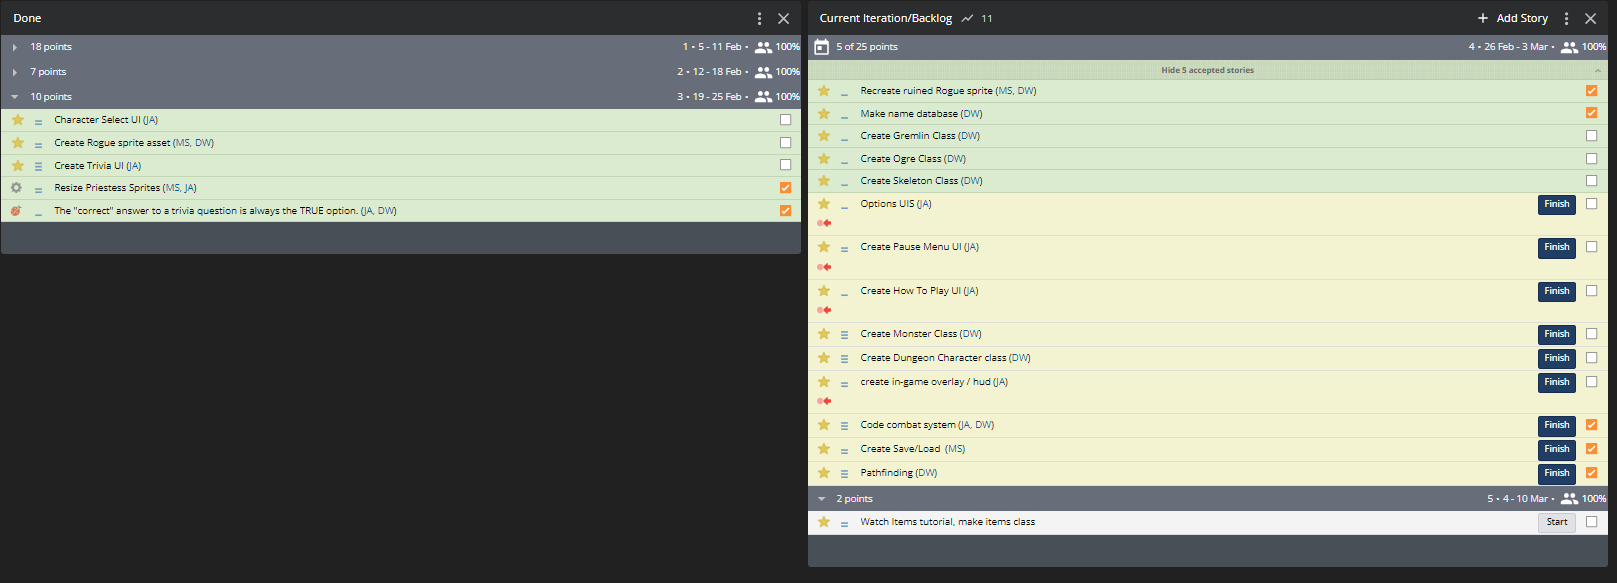 Done
18 points 1 • 5 - 11 Feb • 100%
7 points 2 • 12 - 18 Feb • 100%
10 points 3 • 19 - 25 Feb • 100%
Character Select UI (JA)
Create Rogue sprite asset (MS, DW)
Create Trivia UI (JA)
Resize Priestess Sprites (MS, JA)
The "correct" answer to a trivia question is always the TRUE option. (JA, DW)
Current Iteration/Backlog 11 + Add Story
5 of 25 points 4 • 26 Feb - 3 Mar • 100%
Hide 5 accepted stories
Recreate ruined Rogue sprite (MS, DW)
Make name database (DW)
Create Gremlin Class (DW)
Create Ogre Class (DW)
Create Skeleton Class (DW)
Options UIS (JA) Finish
Create Pause Menu UI (JA) Finish
Create How To Play UI (JA) Finish
Create Monster Class (DW) Finish
Create Dungeon Character class (DW) Finish
create in-game overlay / hud (JA) Finish
Code combat system (JA, DW) Finish
Create Save/Load (MS) Finish
Pathfinding (DW) Finish
2 points 5 • 4 - 10 Mar • 100%
Watch Items tutorial, make items class Start